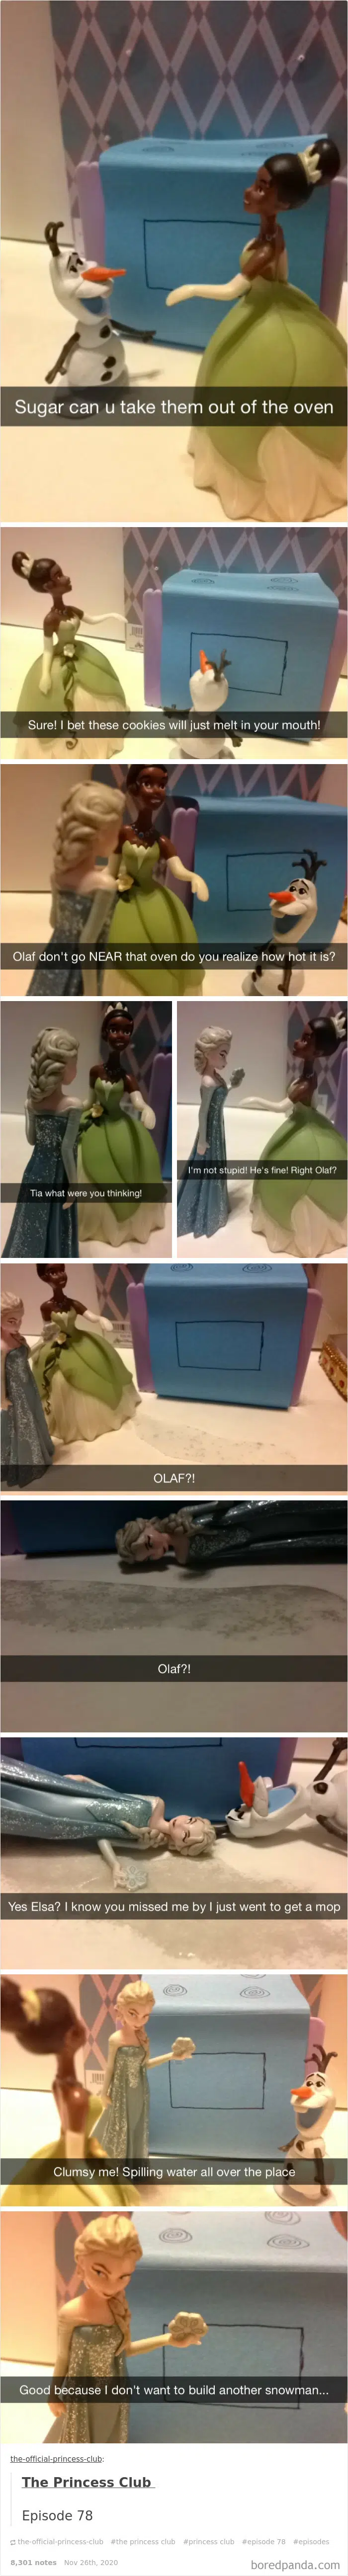 Sugar can u take them out of the oven
Sure! I bet these cookies will just melt in your mouth!
Olaf don't go NEAR that oven do you realize how hot it is?
Tia what were you thinking!
I'm not stupid! He's fine! Right Olaf?
OLAF?!
Olaf?!
Yes Elsa? I know you missed me by I just went to get a mop
Clumsy me! Spilling water all over the place
Good because I don't want to build another snowman...
the-official-princess-club:
The Princess Club
Episode 78
the-official-princess-club #the princess club #princess club #episode 78 #episodes
8,301 notes Nov 26th, 2020
boredpanda.com